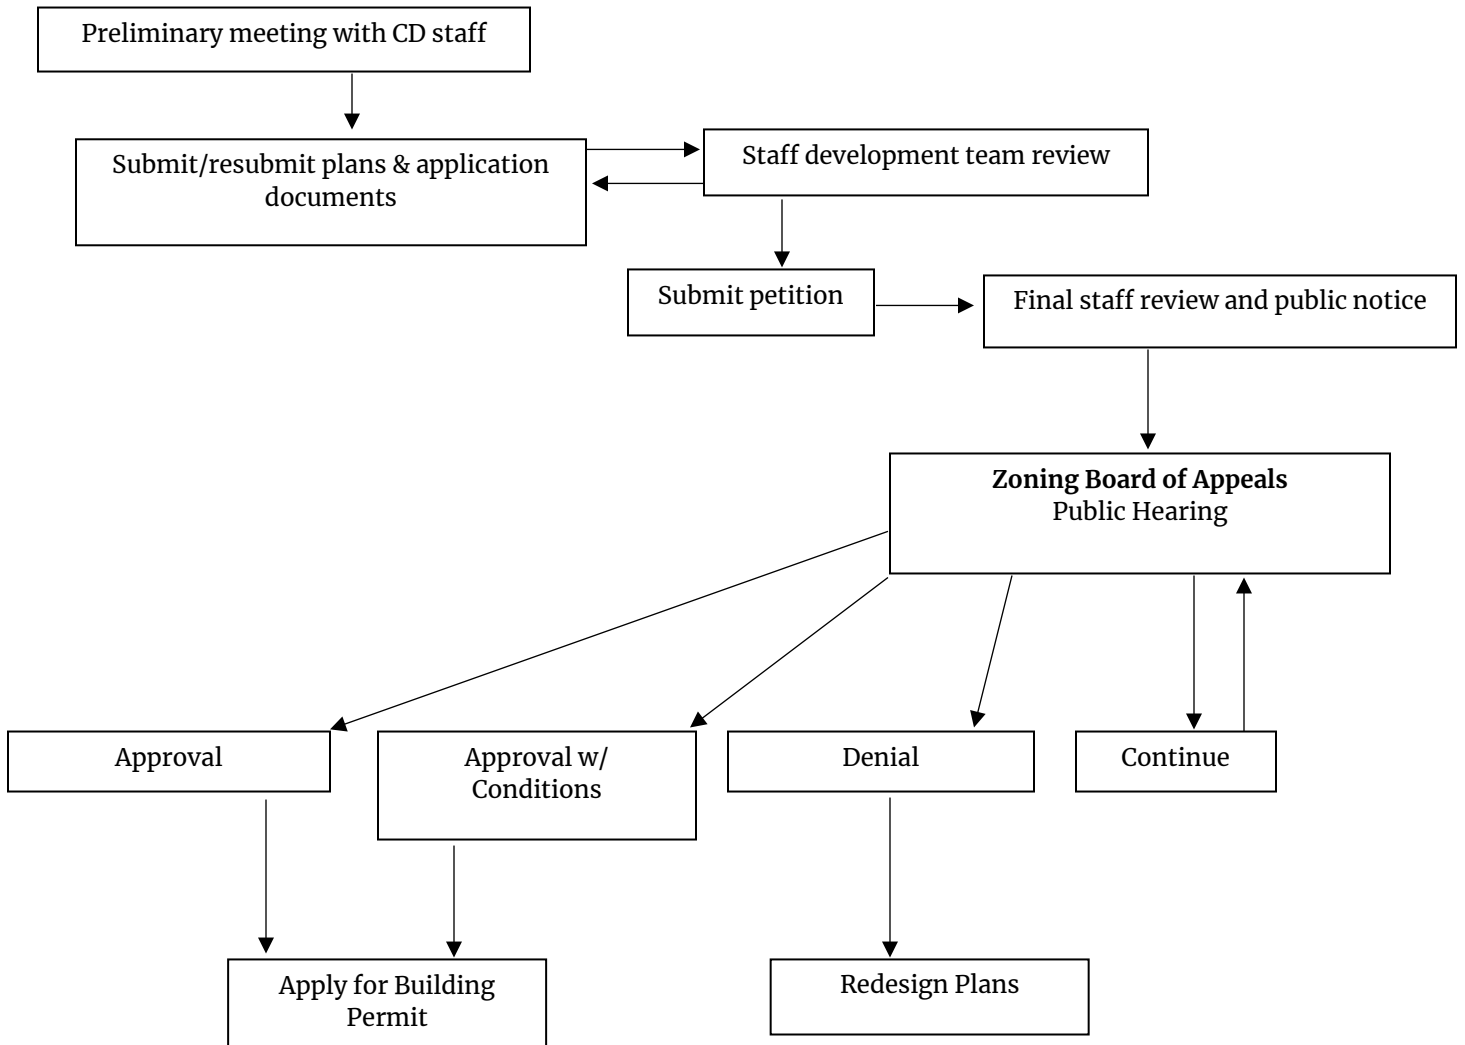 Preliminary meeting with CD staff
Submit/resubmit plans & application
documents
Staff development team review
Submit petition
Final staff review and public notice
Zoning Board of Appeals
Public Hearing
Approval
Approval w/
Conditions
Denial
Continue
Apply for Building
Permit
Redesign Plans